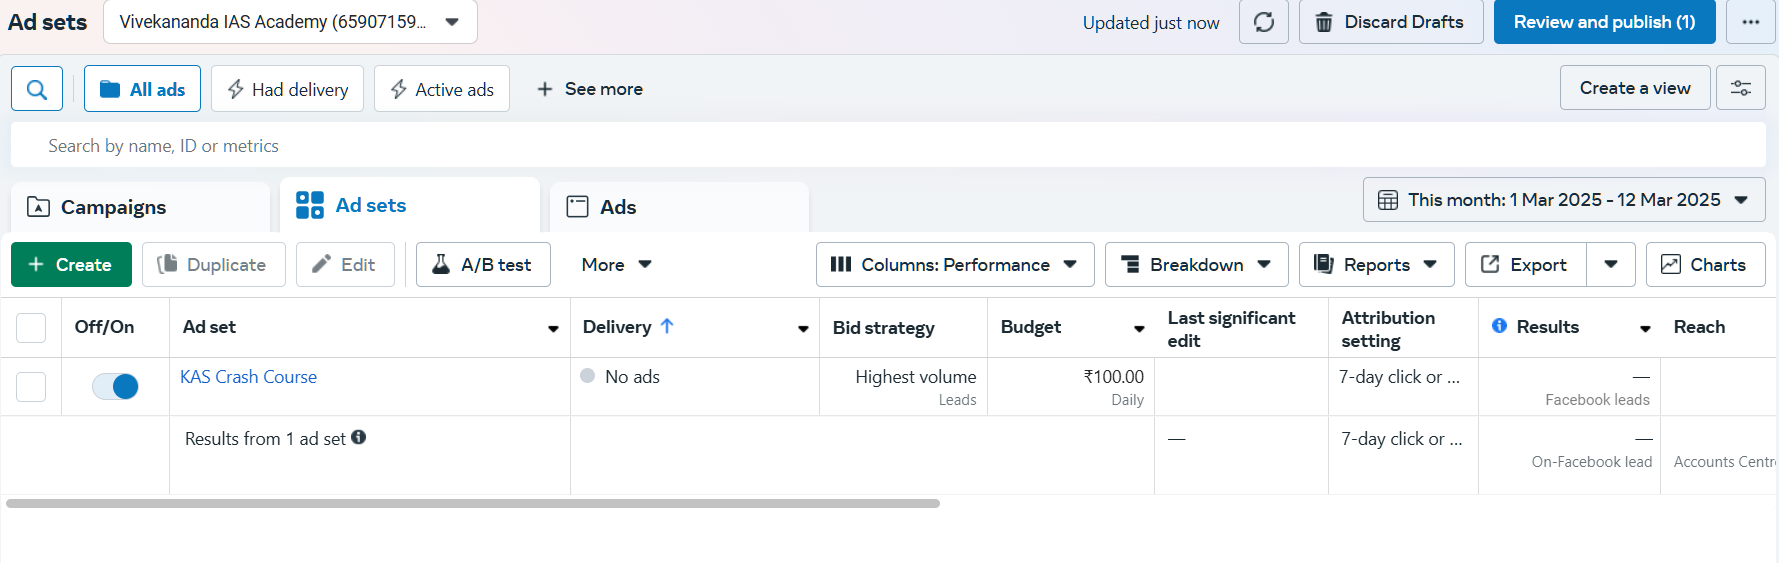 Ad sets
Vivekananda IAS Academy (65907159...
Updated just now
Discard Drafts
Review and publish (1)
All ads
Had delivery
Active ads
See more
Create a view
Search by name, ID or metrics
Campaigns
Ad sets
Ads
This month: 1 Mar 2025 - 12 Mar 2025
Create
Duplicate
Edit
A/B test
More
Columns: Performance
Breakdown
Reports
Export
Charts
Off/On
Ad set
Delivery
Bid strategy
Budget
Last significant
edit
Attribution
setting
Results
Reach
KAS Crash Course
No ads
Highest volume
Leads
₹100.00
Daily
7-day click or ...
—
Facebook leads
Results from 1 ad set
—
7-day click or ...
—
On-Facebook lead
Accounts Centr